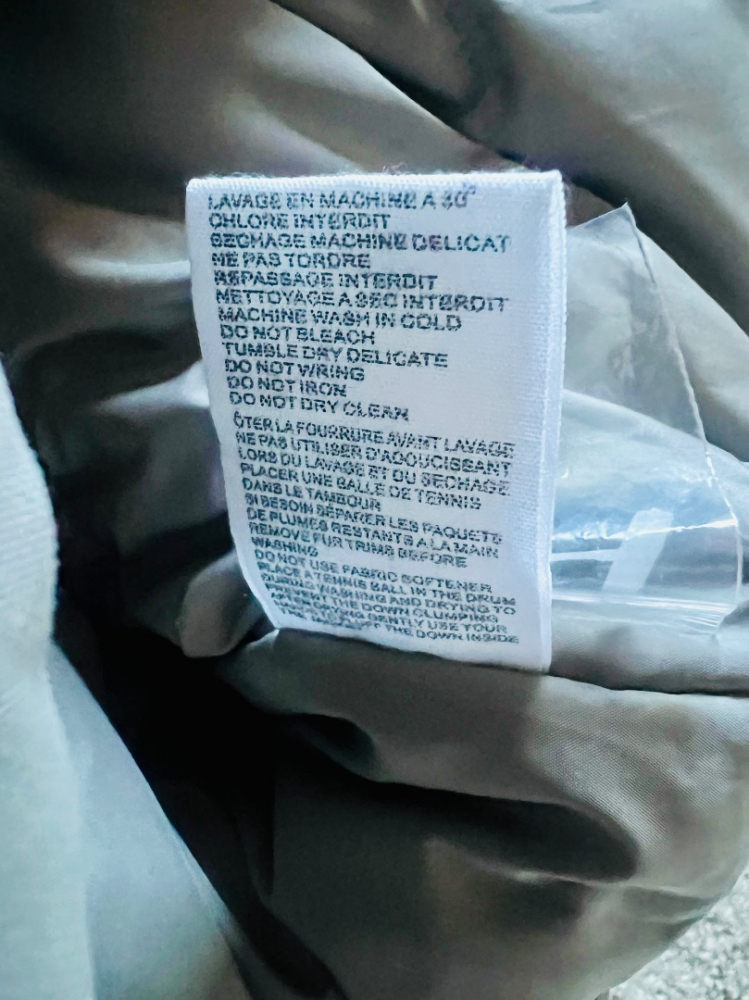 LAVAGE EN MACHINE A 30°
CHLORE INTERDIT
SECHAGE MACHINE DELICAT
NE PAS TORDRE
REPASSAGE INTERDIT
NETTOYAGE A SEC INTERDIT
MACHINE WASH IN COLD
DO NOT BLEACH
TUMBLE DRY DELICATE
DO NOT WRING
DO NOT IRON
DO NOT DRY CLEAN
ÔTER LA FOURRURE AVANT LAVAGE
NE PAS UTILISER D'ADOUCISSANT
LORS DU LAVAGE ET DU SECHAGE
PLACER UNE BALLE DE TENNIS
DANS LE TAMBOUR
SI BESOIN SÉPARER LES PAQUETS
DE PLUMES RESTANTS A LA MAIN
REMOVE FUR TRIMS BEFORE
WASHING
DO NOT USE FABRIC SOFTENER
PLACE A TENNIS BALL IN THE DRUM
DURING WASHING AND DRYING TO
PREVENT THE DOWN CLUMPING
DRYING GENTLY USE YOUR
FLUFF THE DOWN INSIDE